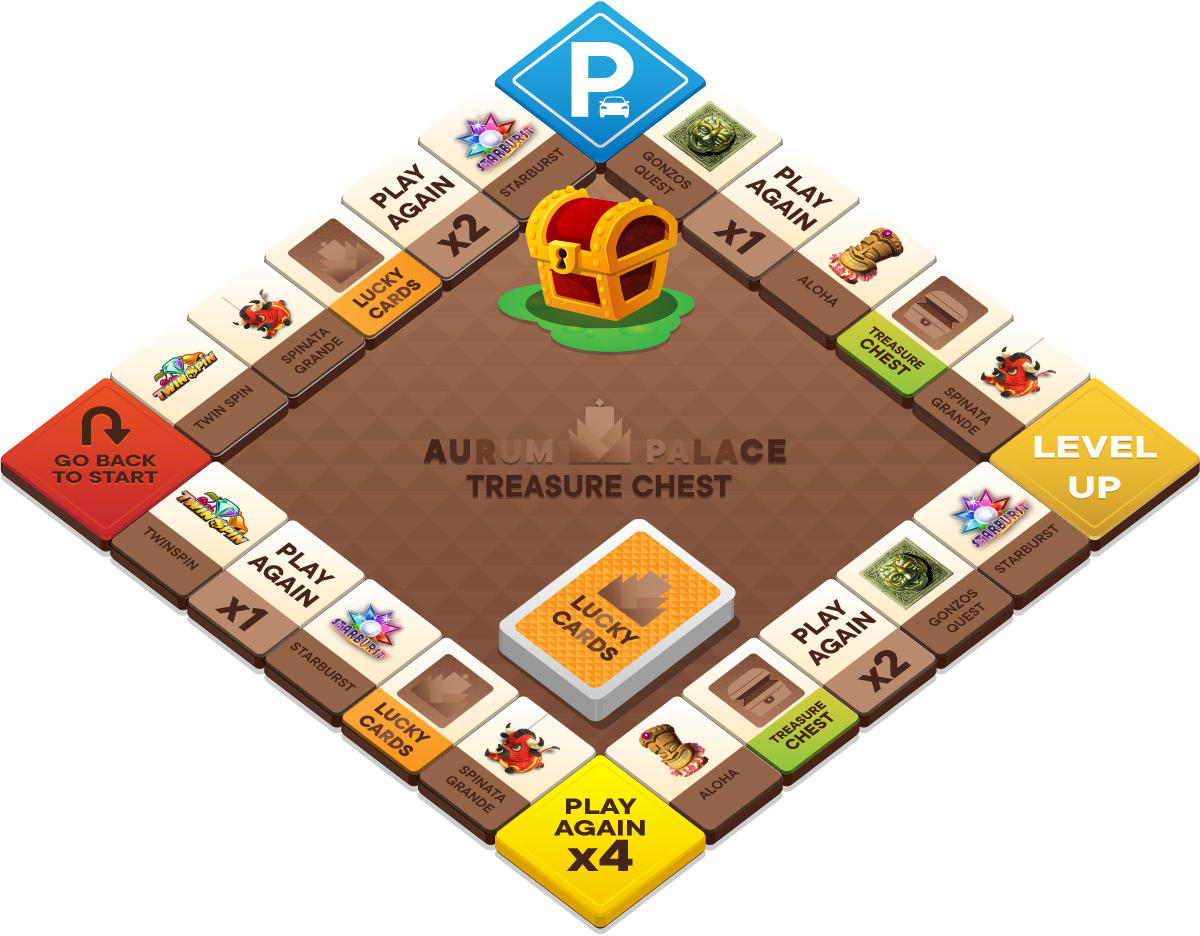 P
STARBURST
STARBURST
GONZOS
QUEST
PLAY
AGAIN
x2
PLAY
AGAIN
x1
LUCKY
CARDS
ALOHA
SPINATA
GRANDE
TREASURE
CHEST
TWIN SPIN
TWIN SPIN
SPINATA
GRANDE
GO BACK
TO START
LEVEL
UP
AURUM PALACE
TREASURE CHEST
TWIN SPIN
TWINSPIN
STARBURST
STARBURST
PLAY
AGAIN
x1
GONZOS
QUEST
STARBURST
STARBURST
LUCKY
CARDS
PLAY
AGAIN
x2
LUCKY
CARDS
TREASURE
CHEST
SPINATA
GRANDE
ALOHA
PLAY
AGAIN
x4